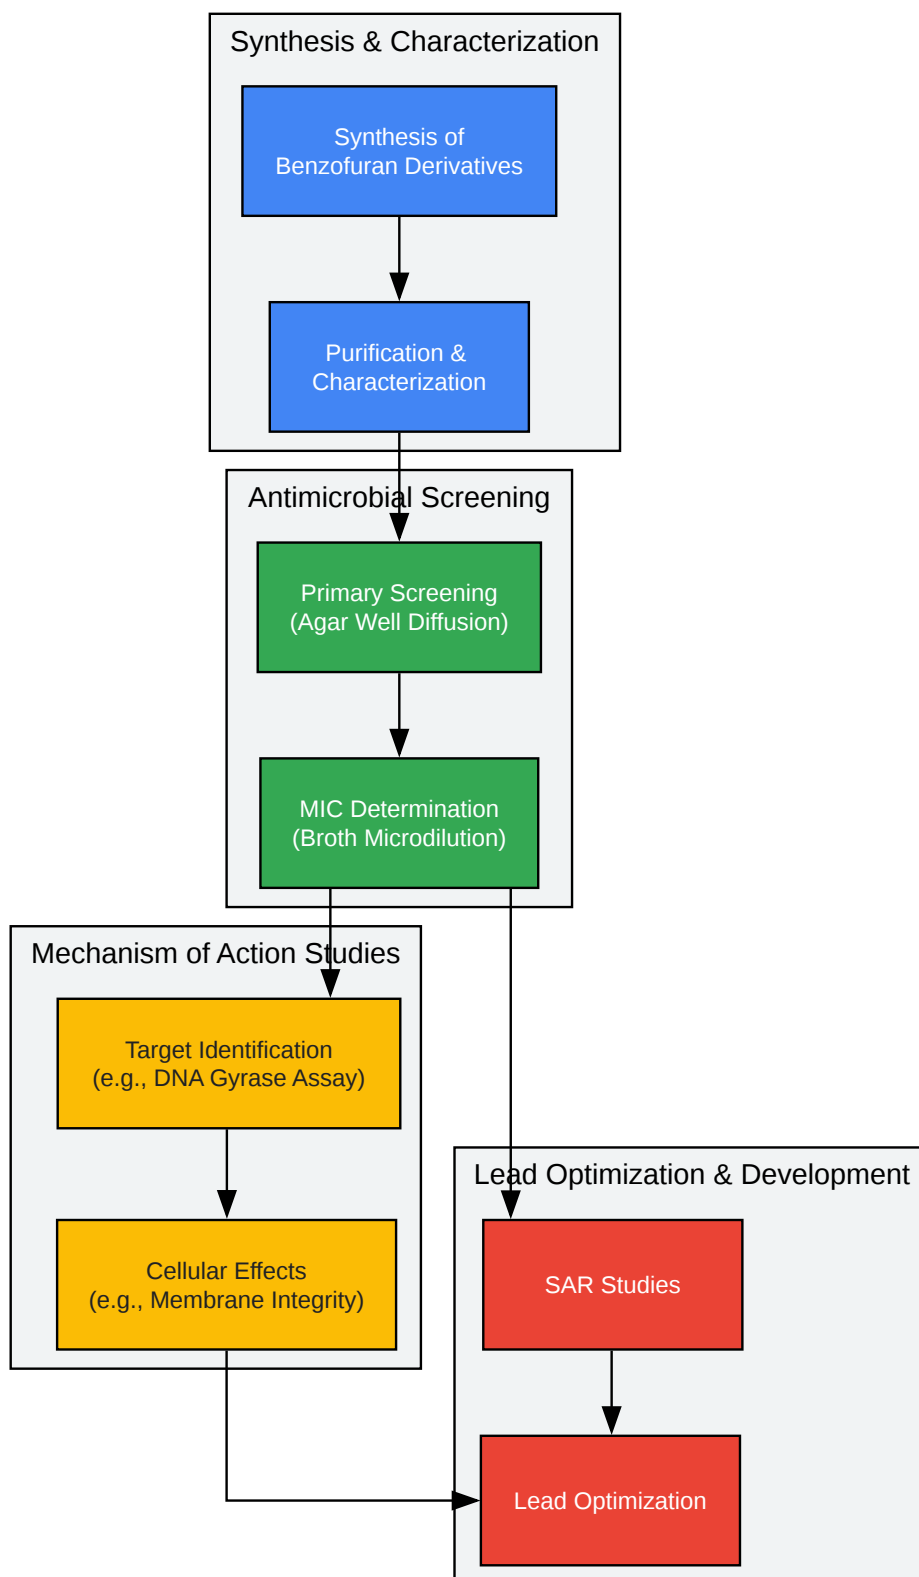 Synthesis & Characterization
Synthesis of
Benzofuran Derivatives
Purification &
Characterization
Antimicrobial Screening
Primary Screening
(Agar Well Diffusion)
MIC Determination
(Broth Microdilution)
Mechanism of Action Studies
Target Identification
(e.g., DNA Gyrase Assay)
Cellular Effects
(e.g., Membrane Integrity)
Lead Optimization & Development
SAR Studies
Lead Optimization